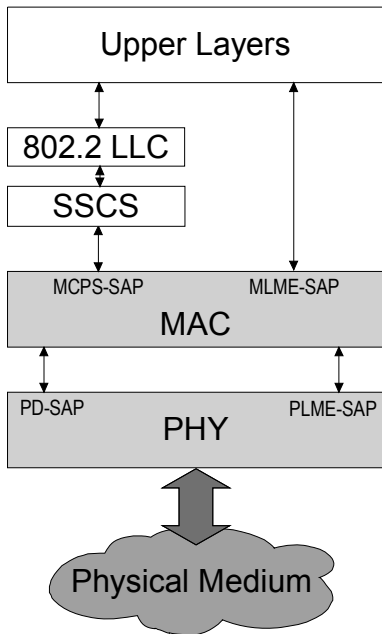 Upper Layers
802.2 LLC
SSCS
MCPS-SAP MLME-SAP
MAC
PD-SAP PLME-SAP
PHY
Physical Medium